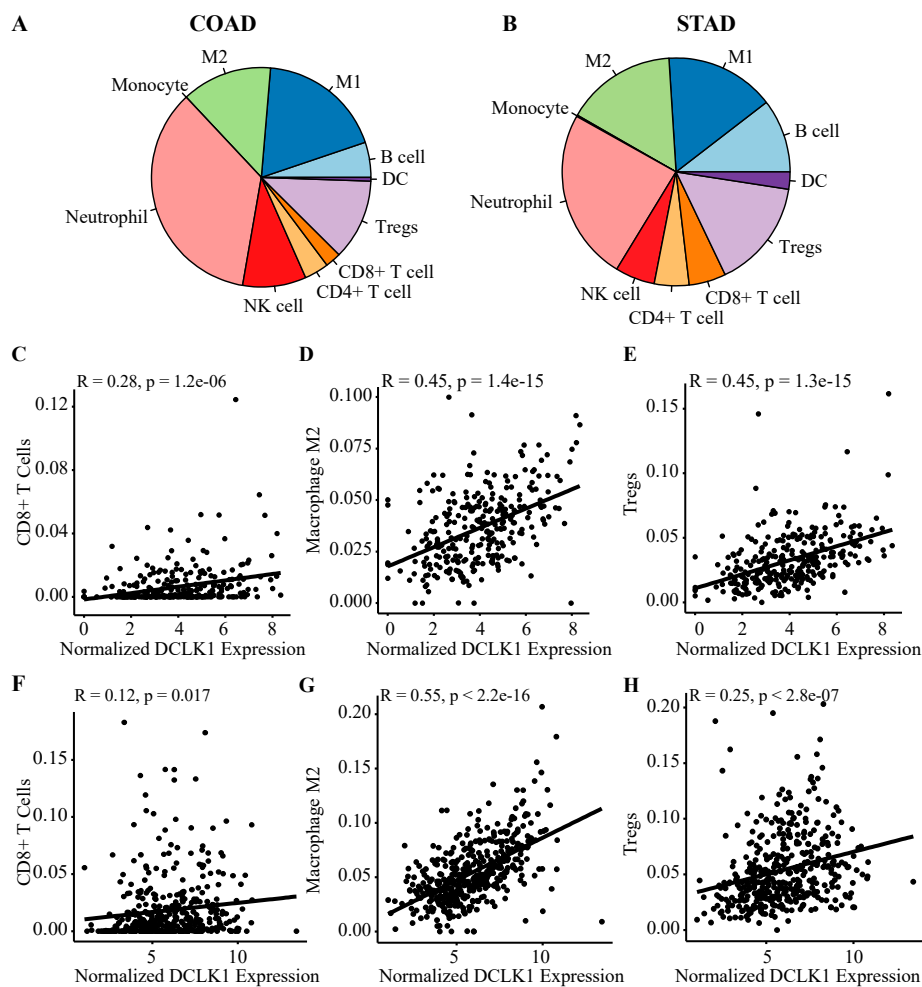 A
COAD
B
STAD
M2
M1
Monocyte
B cell
DC
Neutrophil
Tregs
CD8+ T cell
CD4+ T cell
NK cell
M2
M1
Monocyte
B cell
DC
Neutrophil
Tregs
NK cell
CD8+ T cell
CD4+ T cell
C
R = 0.28, p = 1.2e-06
CD8+ T Cells
0.12
0.08
0.04
0.00
0 2 4 6 8
Normalized DCLK1 Expression
D
R = 0.45, p = 1.4e-15
Macrophage M2
0.100
0.075
0.050
0.025
0.000
0 2 4 6 8
Normalized DCLK1 Expression
E
R = 0.45, p = 1.3e-15
Tregs
0.15
0.10
0.05
0.00
0 2 4 6 8
Normalized DCLK1 Expression
F
R = 0.12, p = 0.017
CD8+ T Cells
0.20
0.15
0.10
0.05
0.00
5 10
Normalized DCLK1 Expression
G
R = 0.55, p < 2.2e-16
Macrophage M2
0.20
0.15
0.10
0.05
0.00
5 10
Normalized DCLK1 Expression
H
R = 0.25, p < 2.8e-07
Tregs
0.20
0.15
0.10
0.05
0.00
5 10
Normalized DCLK1 Expression